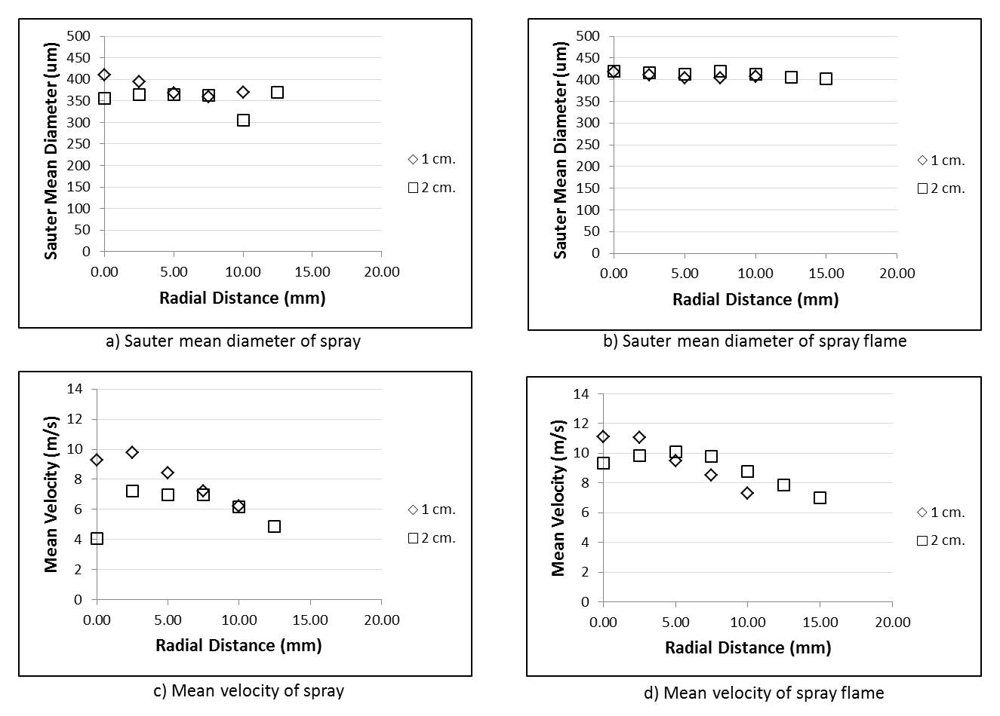 Sauter Mean Diameter (um)
500
450
400
350
300
250
200
150
100
50
0
0.00 5.00 10.00 15.00 20.00
Radial Distance (mm)
1 cm.
2 cm.
a) Sauter mean diameter of spray
Sauter Mean Diameter (um)
500
450
400
350
300
250
200
150
100
50
0
0.00 5.00 10.00 15.00 20.00
Radial Distance (mm)
1 cm.
2 cm.
b) Sauter mean diameter of spray flame
Mean Velocity (m/s)
14
12
10
8
6
4
2
0
0.00 5.00 10.00 15.00 20.00
Radial Distance (mm)
1 cm.
2 cm.
c) Mean velocity of spray
Mean Velocity (m/s)
14
12
10
8
6
4
2
0
0.00 5.00 10.00 15.00 20.00
Radial Distance (mm)
1 cm.
2 cm.
d) Mean velocity of spray flame